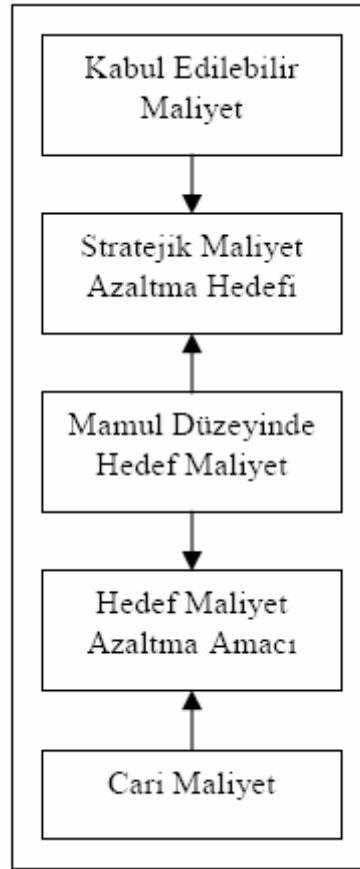 Kabul Edilebilir
Maliyet
Stratejik Maliyet
Azaltma Hedefi
Mamul Düzeyinde
Hedef Maliyet
Hedef Maliyet
Azaltma Amacı
Cari Maliyet